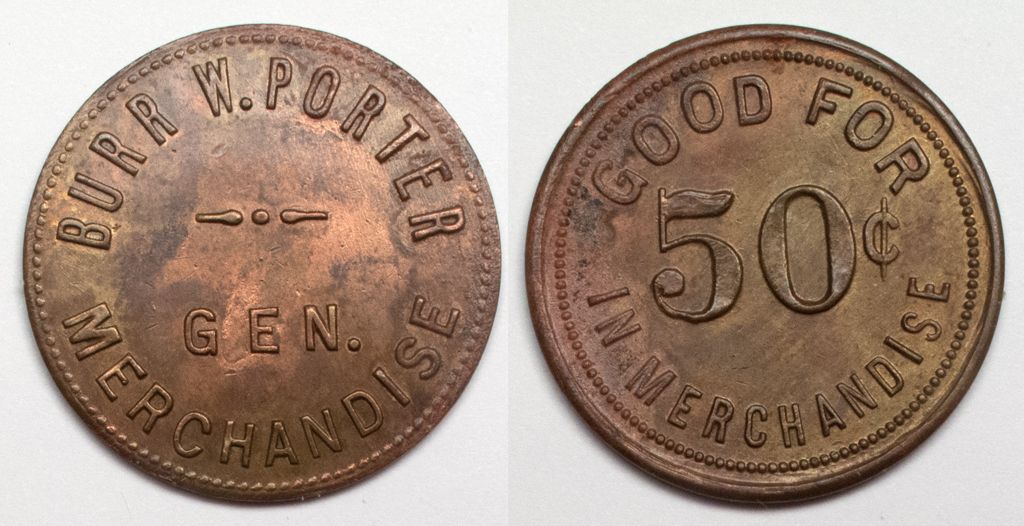 BURR W. PORTER
GEN.
MERCHANDISE
GOOD FOR
50¢
IN MERCHANDISE